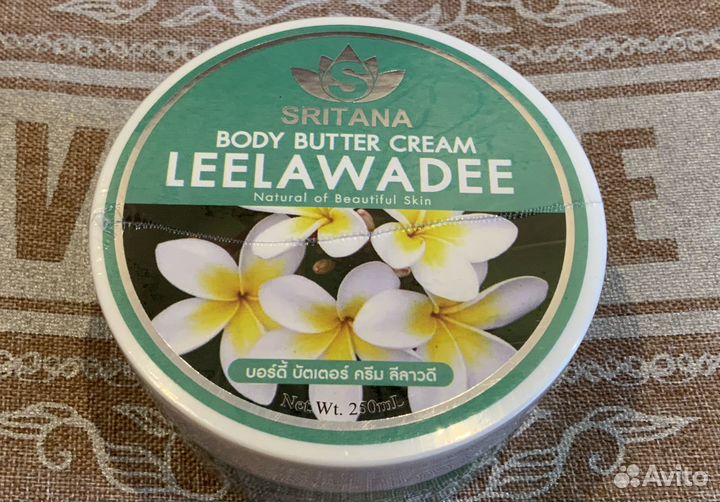 S
SRITANA
BODY BUTTER CREAM
LEELAWADEE
Natural of Beautiful Skin
บอร์ดี้ บัตเตอร์ ครีม ลีลาวดี
Net. Wt. 250mL
Avito